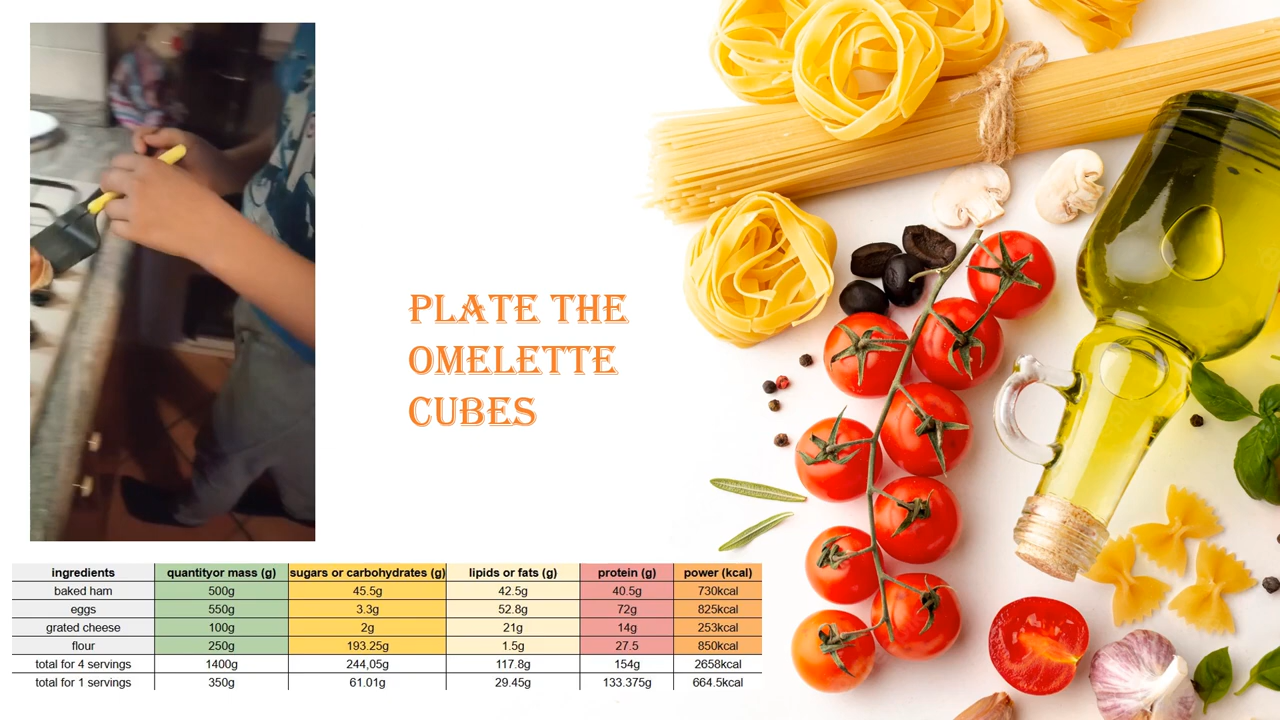 PLATE THE
OMELETTE
CUBES
ingredients quantityor mass (g) sugars or carbohydrates (g) lipids or fats (g) protein (g) power (kcal)
baked ham 500g 45.5g 42.5g 40.5g 730kcal
eggs 550g 3.3g 52.8g 72g 825kcal
grated cheese 100g 2g 21g 14g 253kcal
flour 250g 193.25g 1.5g 27.5 850kcal
total for 4 servings 1400g 244,05g 117.8g 154g 2658kcal
total for 1 servings 350g 61.01g 29.45g 133.375g 664.5kcal